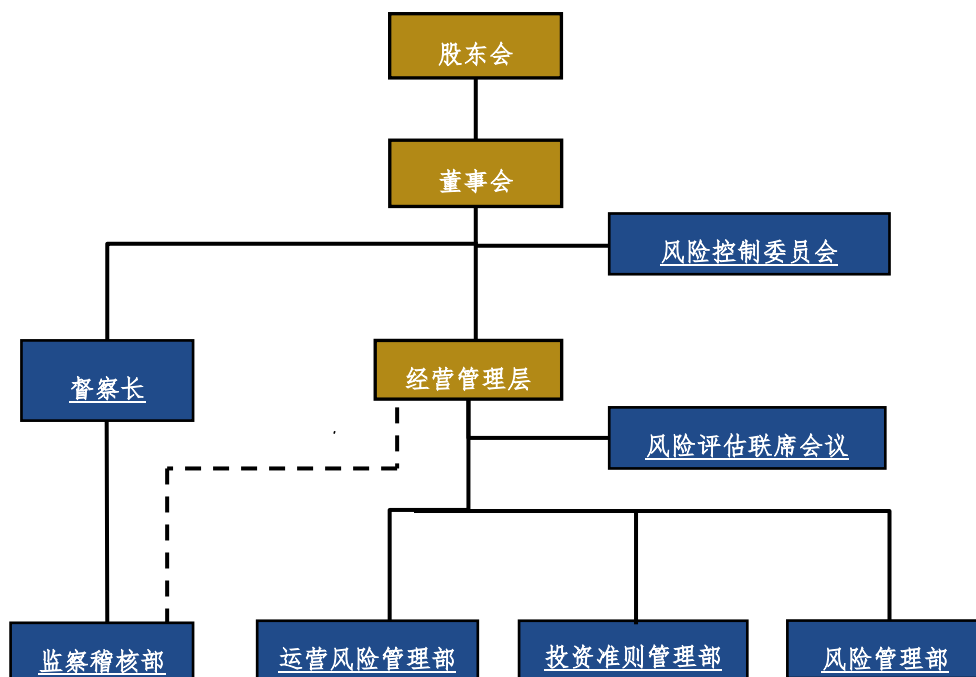 股东会
董事会
风险控制委员会
督察长
经营管理层
风险评估联席会议
监察稽核部
运营风险管理部
投资准则管理部
风险管理部